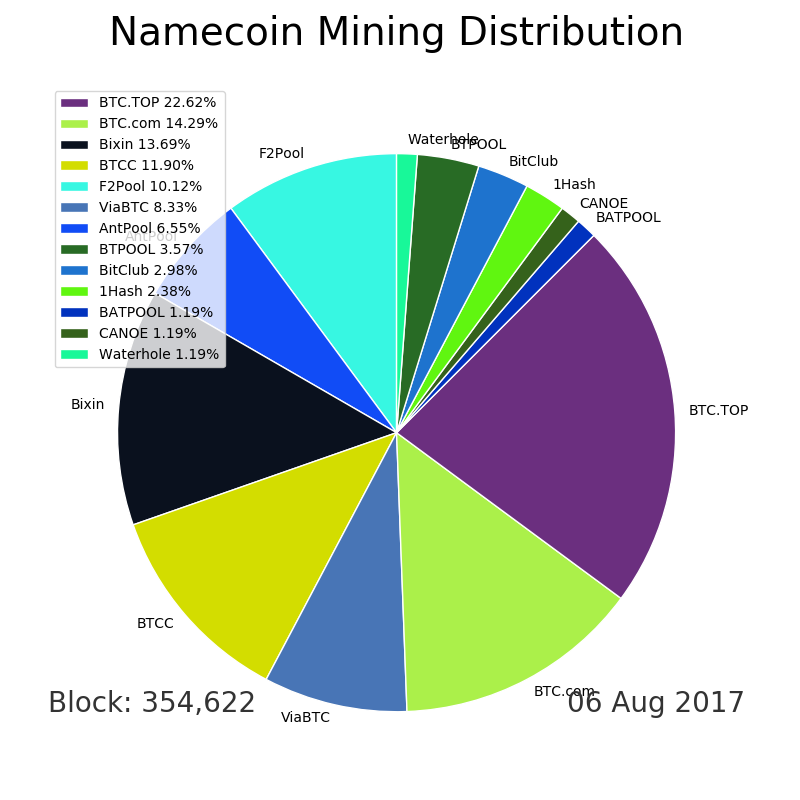 Namecoin Mining Distribution
BTC.TOP 22.62%
BTC.com 14.29%
Bixin 13.69%
BTCC 11.90%
F2Pool 10.12%
ViaBTC 8.33%
AntPool 6.55%
BTPOOL 3.57%
BitClub 2.98%
1Hash 2.38%
BATPOOL 1.19%
CANOE 1.19%
Waterhole 1.19%
F2Pool
Waterhole
BTPOOL
BitClub
1Hash
CANOE
BATPOOL
AntPool
Bixin
BTC.TOP
BTCC
BTC.com
ViaBTC
Block: 354,622
06 Aug 2017